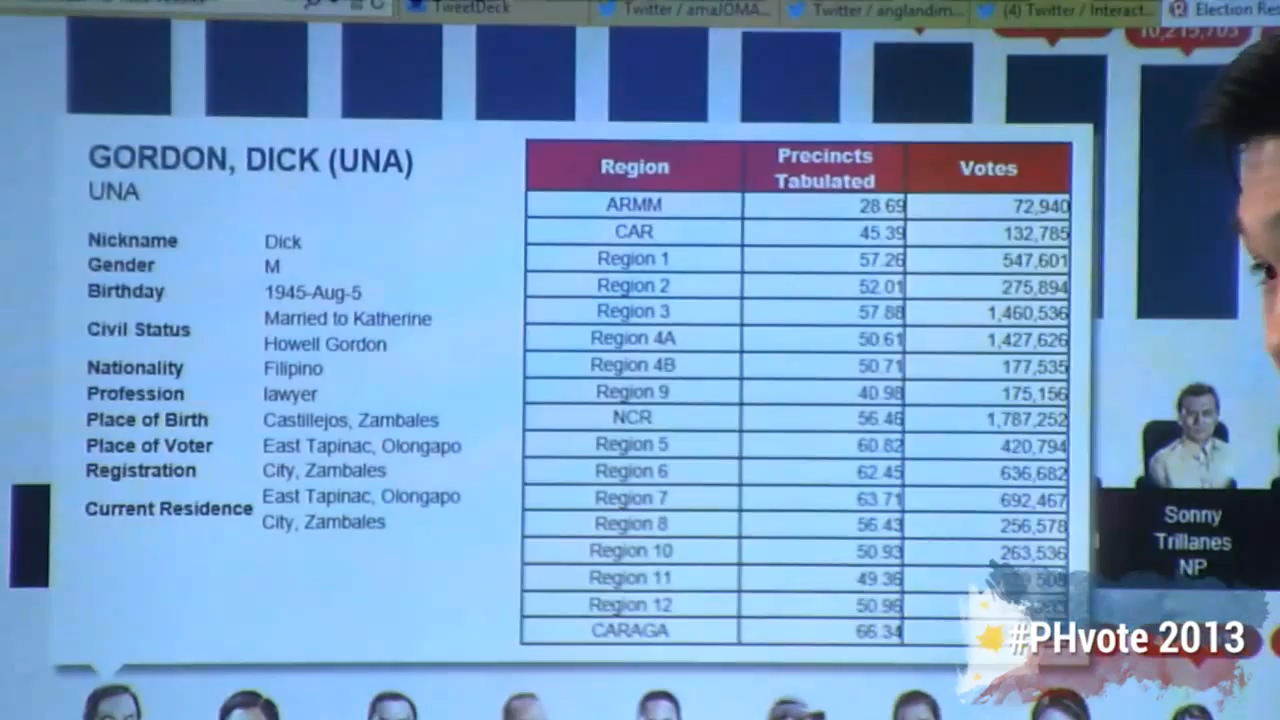 TweetDeck
Twitter / amaJOMA...
Twitter / anglandim...
(4) Twitter / Interact...
Election Res
10,215,703
GORDON, DICK (UNA)
UNA
Nickname Dick
Gender M
Birthday 1945-Aug-5
Civil Status Married to Katherine
Howell Gordon
Nationality Filipino
Profession lawyer
Place of Birth Castillejos, Zambales
Place of Voter East Tapinac, Olongapo
Registration City, Zambales
Current Residence East Tapinac, Olongapo
City, Zambales
Region Precincts Tabulated Votes
ARMM 28.69 72,940
CAR 45.39 132,785
Region 1 57.26 547,601
Region 2 52.01 275,894
Region 3 57.88 1,460,536
Region 4A 50.61 1,427,626
Region 4B 50.71 177,535
Region 9 40.98 175,156
NCR 56.46 1,787,252
Region 5 60.82 420,794
Region 6 62.45 636,682
Region 7 63.71 692,467
Region 8 56.43 256,578
Region 10 50.93 263,536
Region 11 49.36
Region 12 50.96
CARAGA 66.34
Sonny
Trillanes
NP
#PHvote 2013